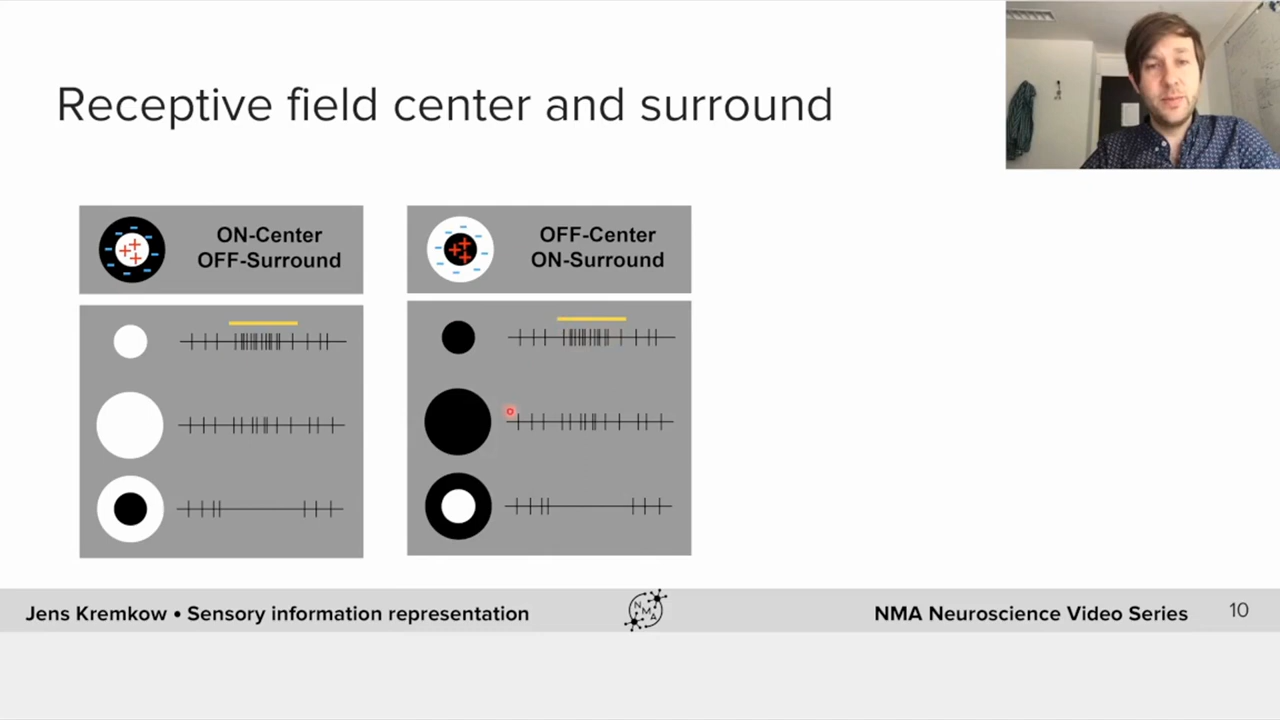 Receptive field center and surround
ON-Center
OFF-Surround
OFF-Center
ON-Surround
Jens Kremkow • Sensory information representation
N
M
A
NMA Neuroscience Video Series
10